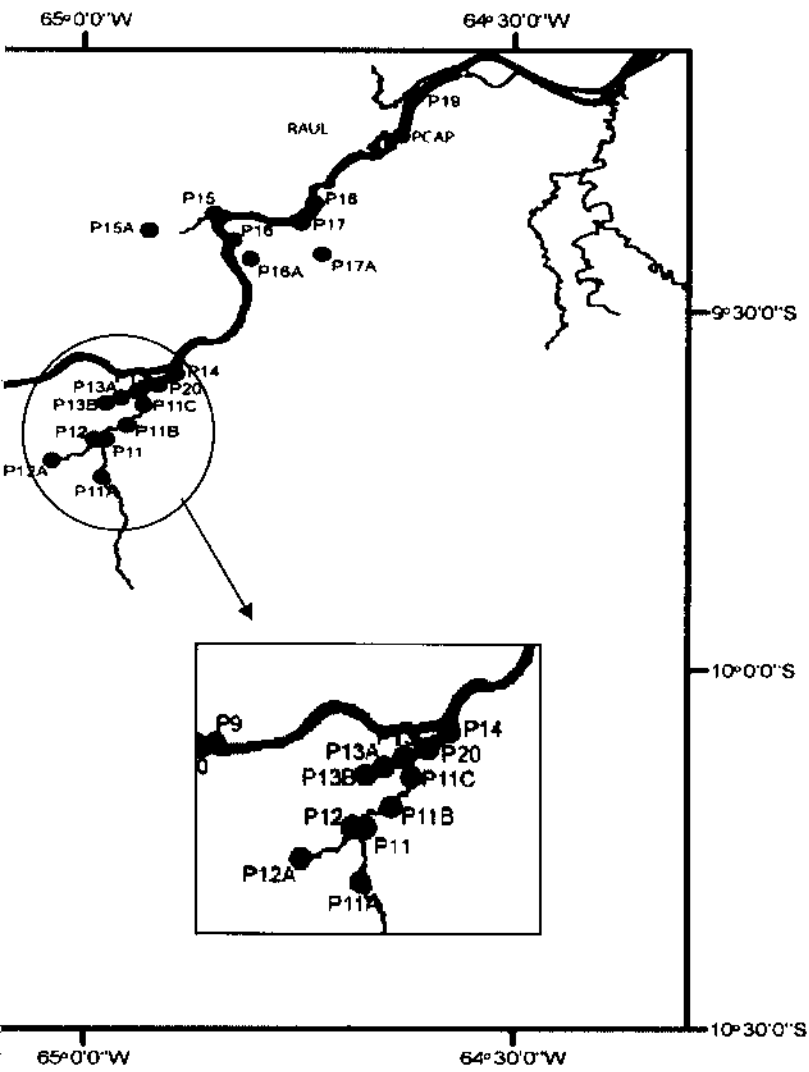 65°0'0"W
64°30'0"W
P19
RAUL
PCAP
P15
P18
P15A
P16
P17
P16A
P17A
9°30'0"S
P14
P13A
P20
P13B
P11C
P12
P11B
P11
P12A
P11A
10°0'0"S
P9
P14
P13A
P20
P13B
P11C
P12
P11B
P11
P12A
P11A
10°30'0"S
65°0'0"W
64°30'0"W